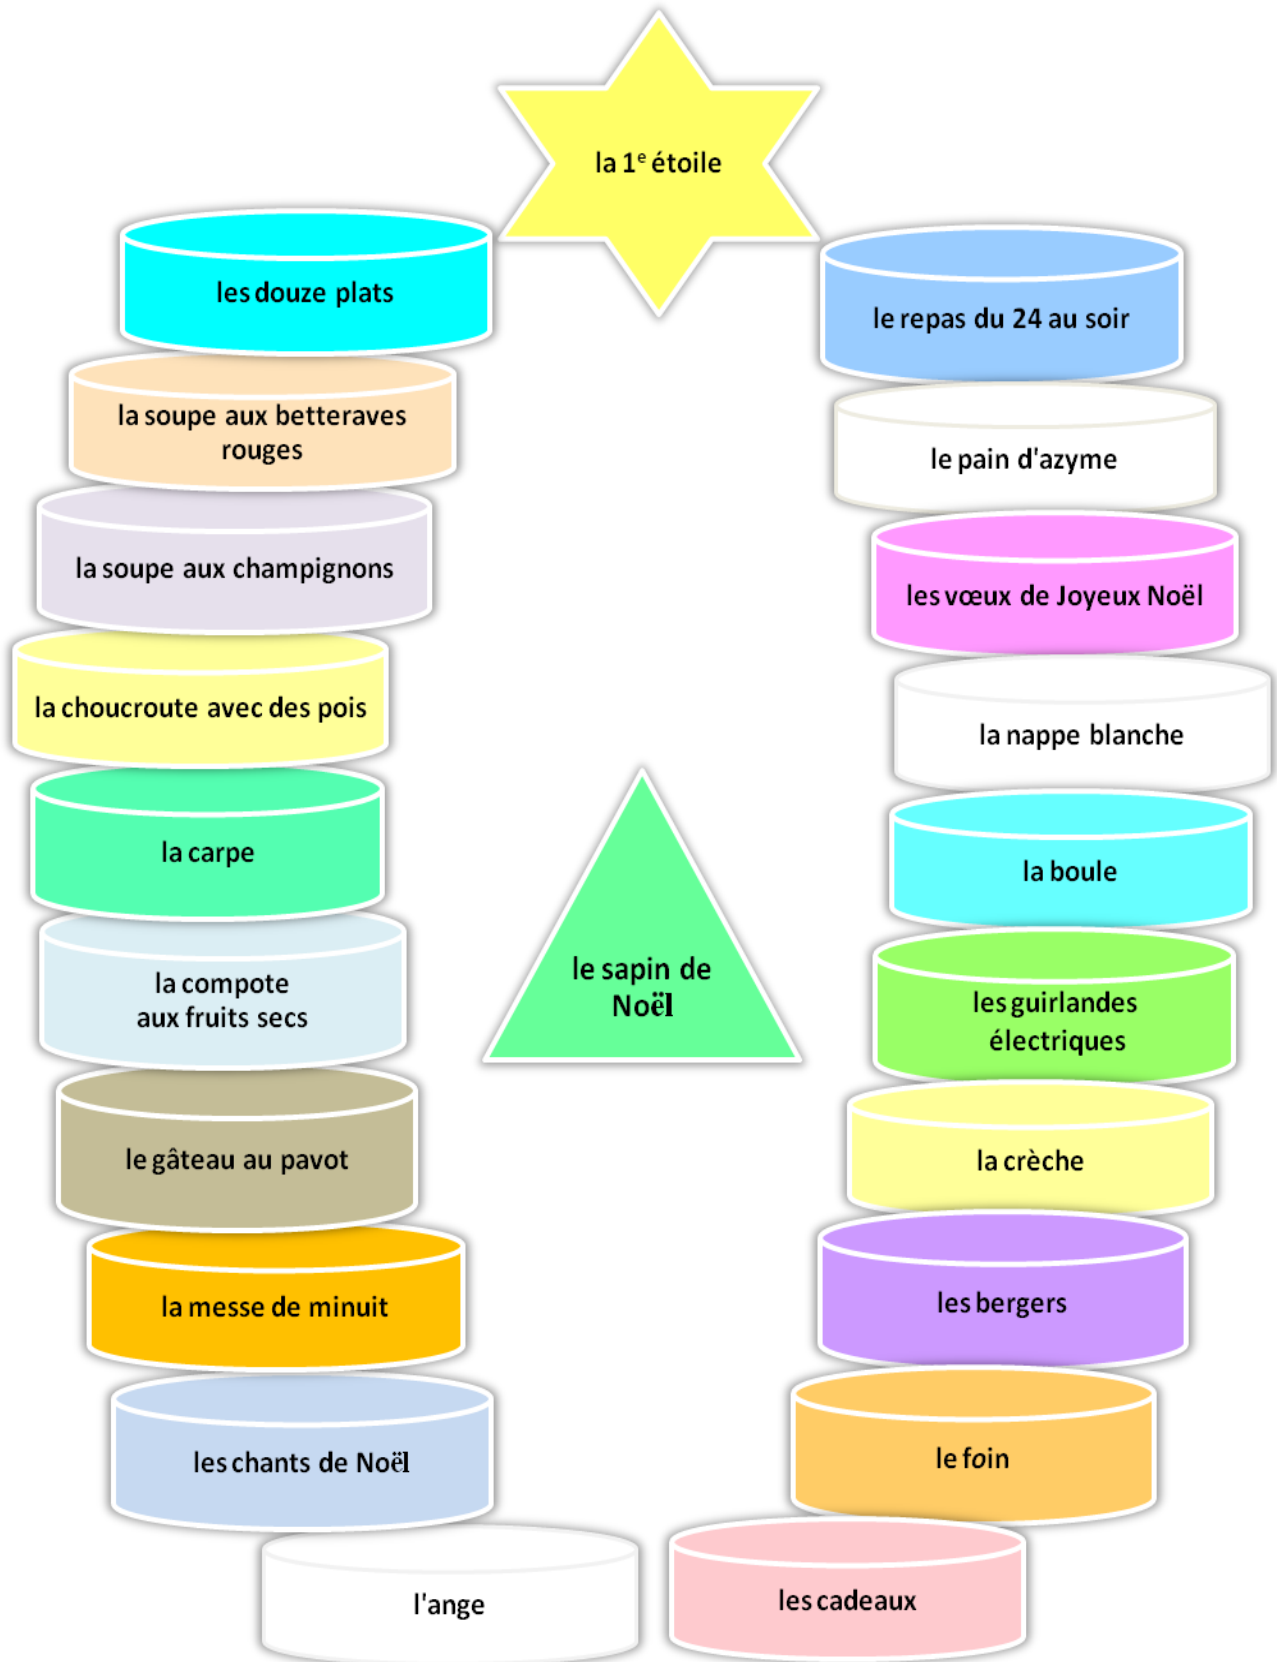 la 1ᵉ étoile
les douze plats
la soupe aux betteraves
rouges
la soupe aux champignons
la choucroute avec des pois
la carpe
la compote
aux fruits secs
le gâteau au pavot
la messe de minuit
les chants de Noël
l'ange
le sapin de
Noël
le repas du 24 au soir
le pain d'azyme
les vœux de Joyeux Noël
la nappe blanche
la boule
les guirlandes
électriques
la crèche
les bergers
le foin
les cadeaux